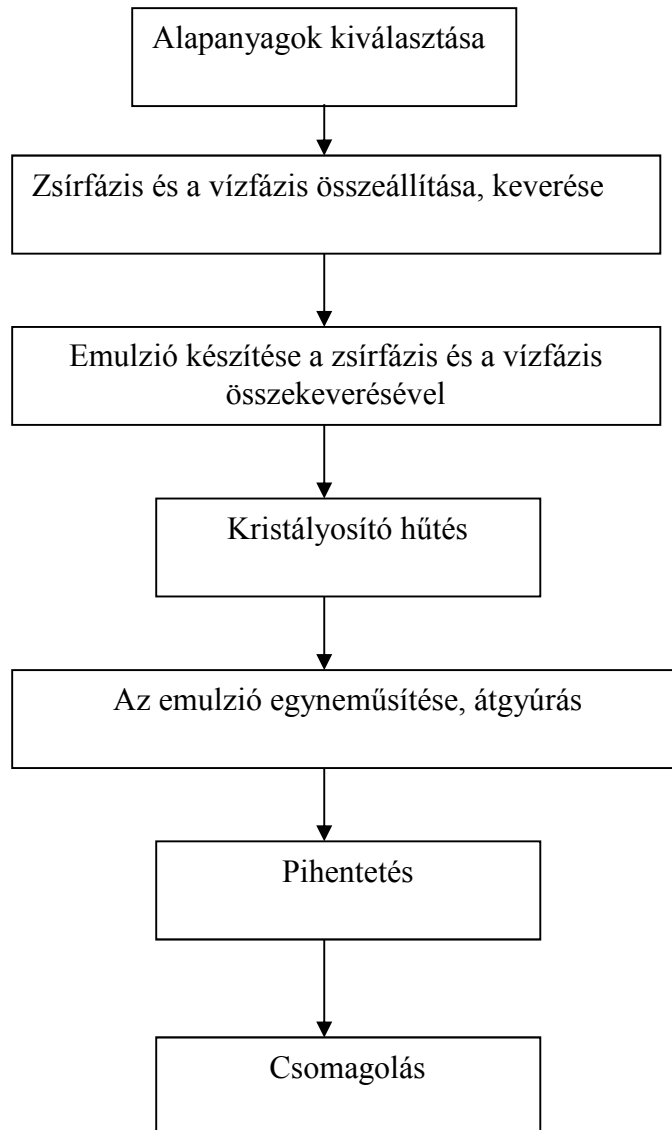 Alapanyagok kiválasztása
Zsírfázis és a vízfázis összeállítása, keverése
Emulzió készítése a zsírfázis és a vízfázis
összekeverésével
Kristályosító hűtés
Az emulzió egyneműsítése, átgyúrás
Pihentetés
Csomagolás